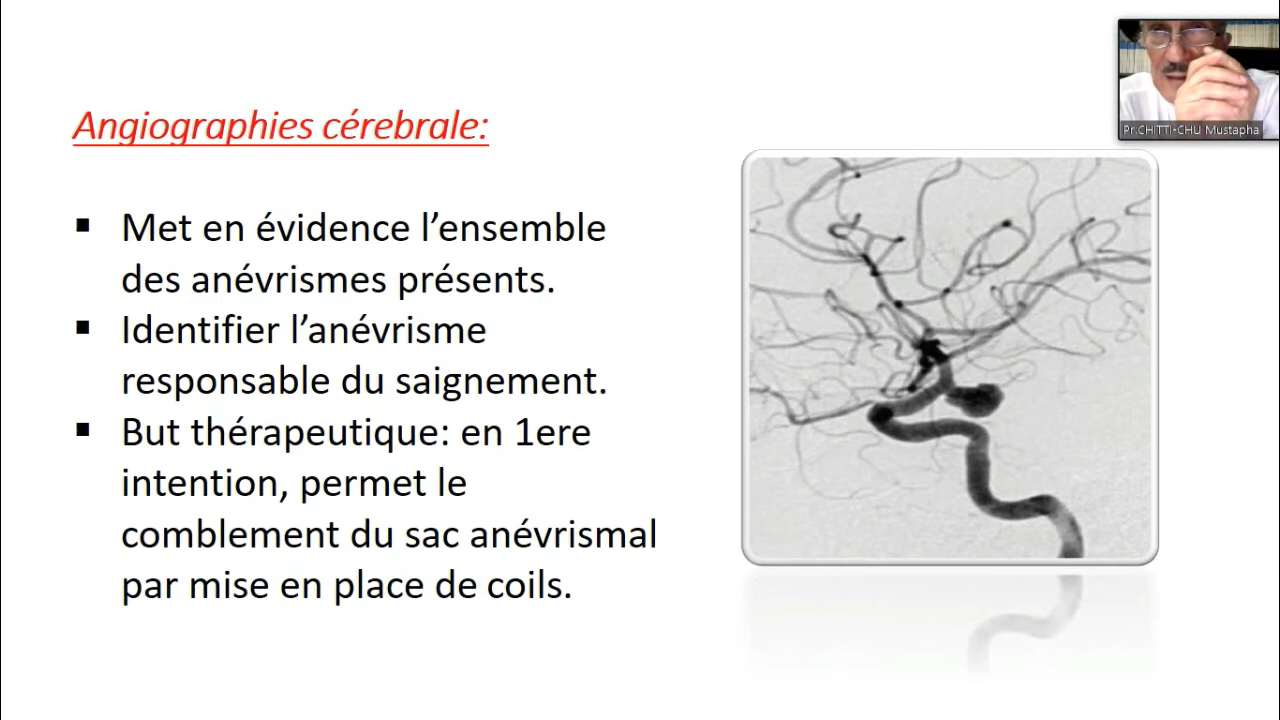 Pr.CHITTI-CHU Mustapha
Angiographies cérebrale:
▪ Met en évidence l’ensemble
des anévrismes présents.
▪ Identifier l’anévrisme
responsable du saignement.
▪ But thérapeutique: en 1ere
intention, permet le
comblement du sac anévrismal
par mise en place de coils.